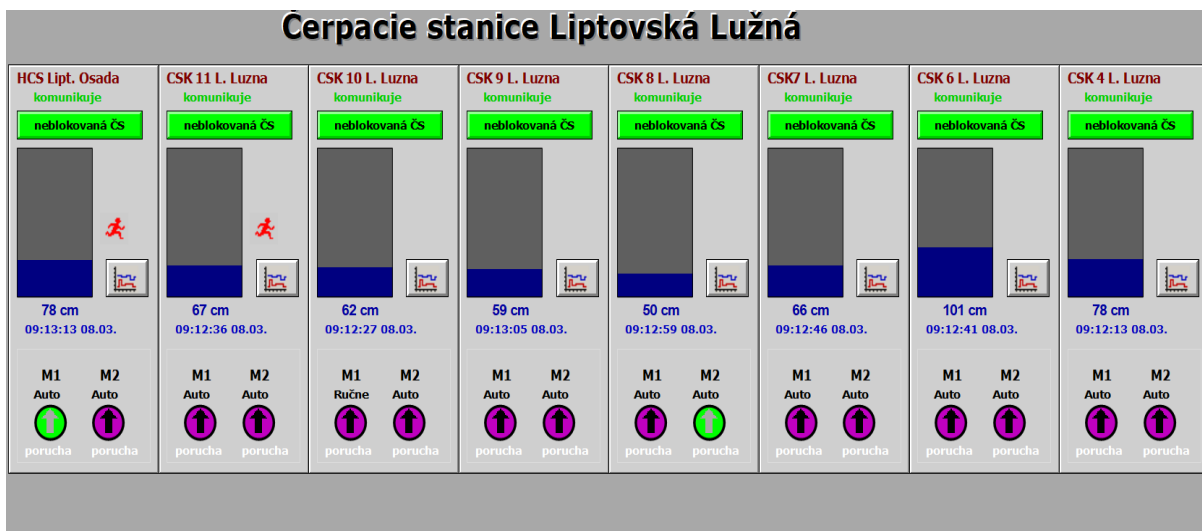 Čerpacie stanice Liptovská Lužná
HCS Lipt. Osada
komunikuje
neblokovaná ČS
78 cm
09:13:13 08.03.
M1 M2
Auto Auto
porucha porucha
CSK 11 L. Luzna
komunikuje
neblokovaná ČS
67 cm
09:12:36 08.03.
M1 M2
Auto Auto
porucha porucha
CSK 10 L. Luzna
komunikuje
neblokovaná ČS
62 cm
09:12:27 08.03.
M1 M2
Ručne Auto
porucha porucha
CSK 9 L. Luzna
komunikuje
neblokovaná ČS
59 cm
09:13:05 08.03.
M1 M2
Auto Auto
porucha porucha
CSK 8 L. Luzna
komunikuje
neblokovaná ČS
50 cm
09:12:59 08.03.
M1 M2
Auto Auto
porucha porucha
CSK7 L. Luzna
komunikuje
neblokovaná ČS
66 cm
09:12:46 08.03.
M1 M2
Auto Auto
porucha porucha
CSK 6 L. Luzna
komunikuje
neblokovaná ČS
101 cm
09:12:41 08.03.
M1 M2
Auto Auto
porucha porucha
CSK 4 L. Luzna
komunikuje
neblokovaná ČS
78 cm
09:12:13 08.03.
M1 M2
Auto Auto
porucha porucha